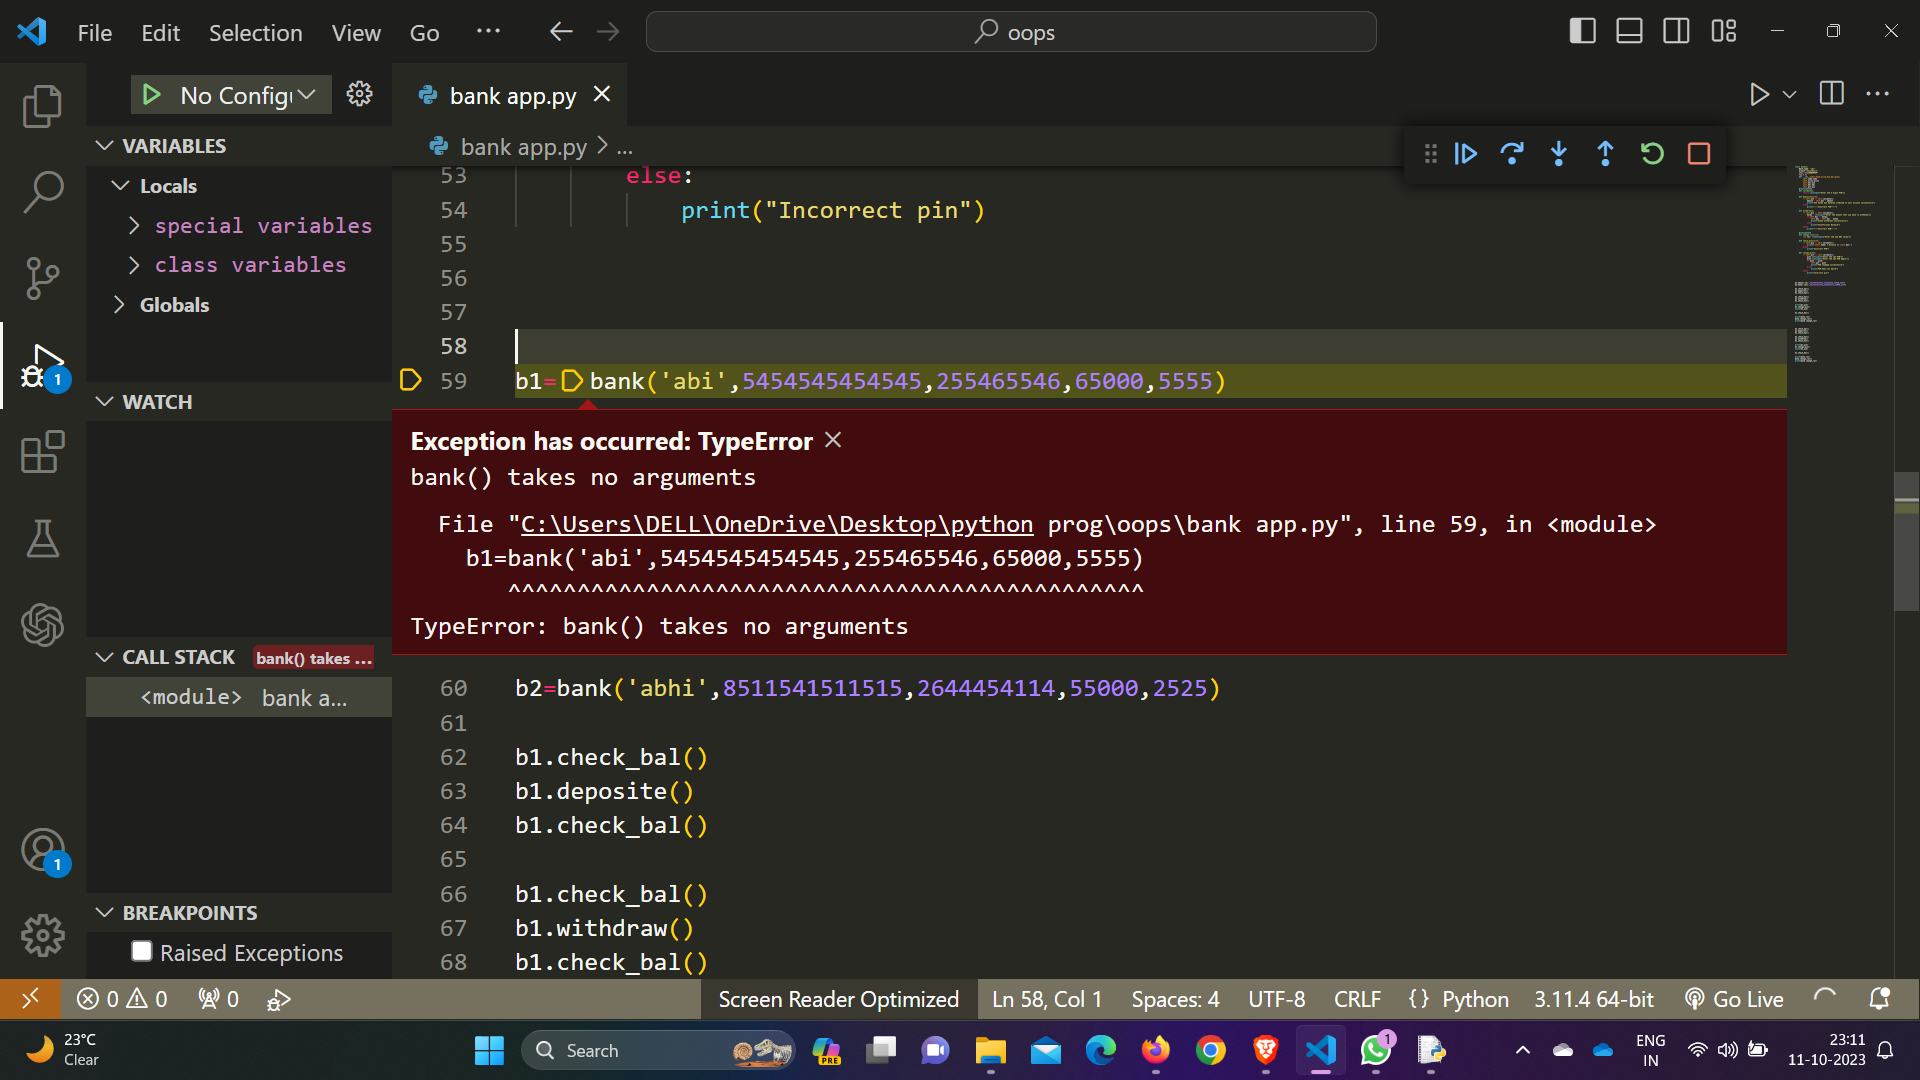 File Edit Selection View Go ...
oops
No Config
bank app.py
VARIABLES
Locals
special variables
class variables
Globals
WATCH
CALL STACK
bank() takes ...
<module> bank a...
BREAKPOINTS
Raised Exceptions
1
1
bank app.py > ...
53 else:
54 print("Incorrect pin")
55
56
57
58
59 b1=bank('abi',5454545454545,255465546,65000,5555)
Exception has occurred: TypeError
bank() takes no arguments
File "C:\Users\DELL\OneDrive\Desktop\python prog\oops\bank app.py", line 59, in <module>
b1=bank('abi',5454545454545,255465546,65000,5555)
^^^^^^^^^^^^^^^^^^^^^^^^^^^^^^^^^^^^^^^^^^^^^^
TypeError: bank() takes no arguments
60 b2=bank('abhi',8511541511515,2644454114,55000,2525)
61
62 b1.check_bal()
63 b1.deposite()
64 b1.check_bal()
65
66 b1.check_bal()
67 b1.withdraw()
68 b1.check_bal()
0 0 0 Screen Reader Optimized Ln 58, Col 1 Spaces: 4 UTF-8 CRLF {} Python 3.11.4 64-bit Go Live
23°C
Clear
Search
PRE
1
ENG
IN
23:11
11-10-2023